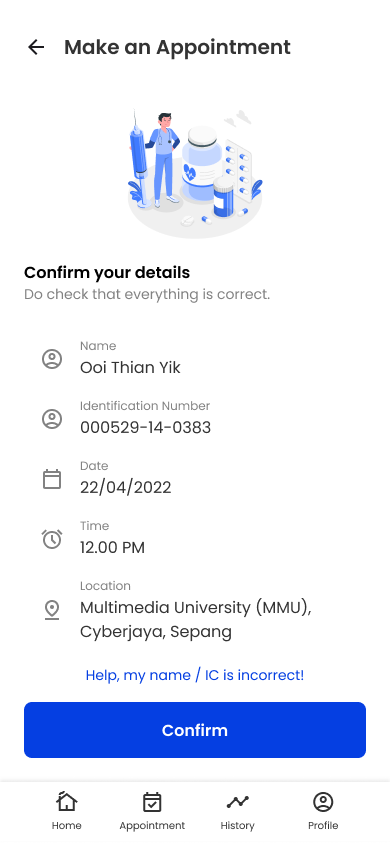 Make an Appointment
Confirm your details
Do check that everything is correct.
Name
Ooi Thian Yik
Identification Number
000529-14-0383
Date
22/04/2022
Time
12.00 PM
Location
Multimedia University (MMU),
Cyberjaya, Sepang
Help, my name / IC is incorrect!
Confirm
Home
Appointment
History
Profile